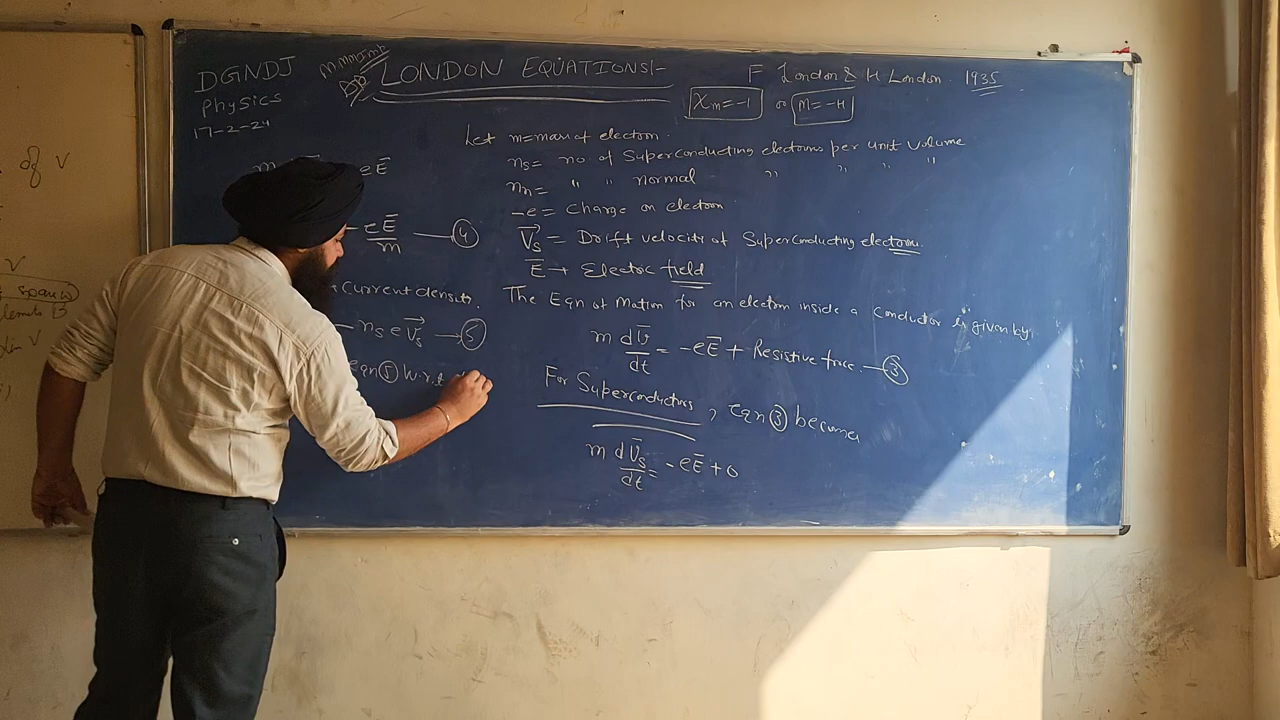 of V
V
DGNDJ
Physics
17-2-24
LONDON EQUATIONS:-
F London & H London. 1935
χm = -1 or M = -H
Let m = mass of electron.
ns = no of Superconducting electrons per unit volume
nn = " " normal " " " "
-e = Charge on electron
V⃗s = Drift velocity of Superconducting electrons.
E̅ → Electric field
The Eqn of Motion for an electron inside a conductor is given by,
m dv̅/dt = -eE̅ + Resistive force. —③
For Superconductors, eqn ③ becomes
m dv̅s/dt = -eE̅ + 0
m eE̅
-eE̅/m —④
Current density.
- ns e V⃗s —⑤
eqn ⑤ w.r.t